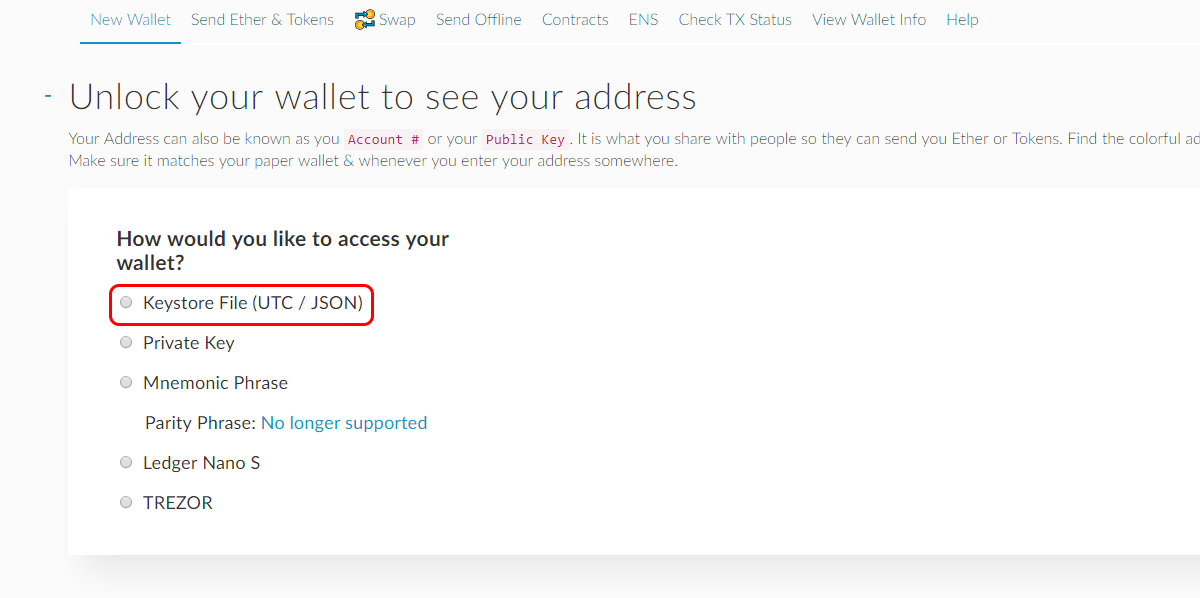 New Wallet Send Ether & Tokens Swap Send Offline Contracts ENS Check TX Status View Wallet Info Help
- Unlock your wallet to see your address
Your Address can also be known as you Account # or your Public Key. It is what you share with people so they can send you Ether or Tokens. Find the colorful
Make sure it matches your paper wallet & whenever you enter your address somewhere.
How would you like to access your
wallet?
Keystore File (UTC / JSON)
Private Key
Mnemonic Phrase
Parity Phrase: No longer supported
Ledger Nano S
TREZOR